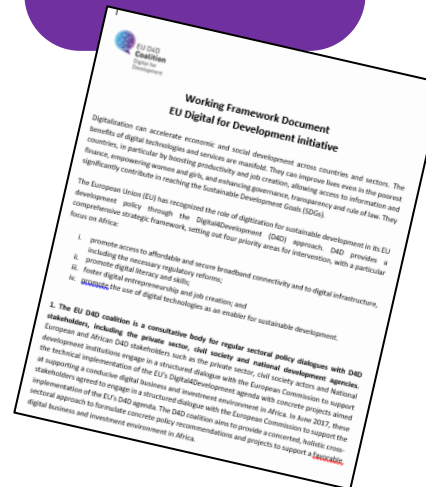 EU D4D
Coalition
Digital for
Development
Working Framework Document
EU Digital for Development initiative
Digitalization can accelerate economic and social development across countries and sectors. The
benefits of digital technologies and services are manifold. They can improve lives even in the poorest
countries, in particular by boosting productivity and job creation, allowing access to information and
finance, empowering women and girls, and enhancing governance, transparency and rule of law. They
significantly contribute in reaching the Sustainable Development Goals (SDGs).
The European Union (EU) has recognized the role of digitization for sustainable development in its EU
development policy through the Digital4Development (D4D) approach. D4D provides a
comprehensive strategic framework, setting out four priority areas for intervention, with a particular
focus on Africa:
i. promote access to affordable and secure broadband connectivity and to digital infrastructure,
including the necessary regulatory reforms;
ii. promote digital literacy and skills;
iii. foster digital entrepreneurship and job creation; and
iv. promote the use of digital technologies as an enabler for sustainable development.
1. The EU D4D coalition is a consultative body for regular sectoral policy dialogues with D4D
stakeholders, including the private sector, civil society and national development agencies.
European and African D4D stakeholders such as the private sector, civil society actors and National
development institutions engage in a structured dialogue with the European Commission to support
the technical implementation of the EU's Digital4Development agenda with concrete projects aimed
at supporting a conducive digital business and investment environment in Africa. In June 2017, these
stakeholders agreed to engage in a structured dialogue with the European Commission to support the
implementation of the EU's D4D agenda. The D4D coalition aims to provide a concerted, holistic cross-
sectoral approach to formulate concrete policy recommendations and projects to support a favorable
digital business and investment environment in Africa.